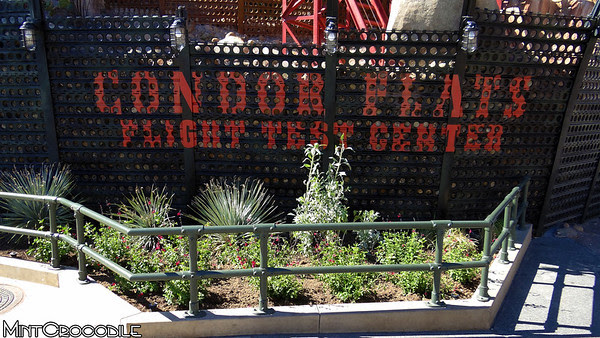 CONDOR FLATS
FLIGHT TEST CENTER
MINTCROCODILE